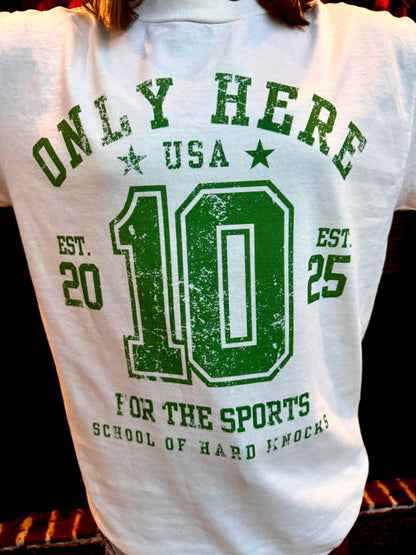 ONLY HERE
★ USA ★
EST. 20
10
EST. 25
FOR THE SPORTS
SCHOOL OF HARD KNOCKS